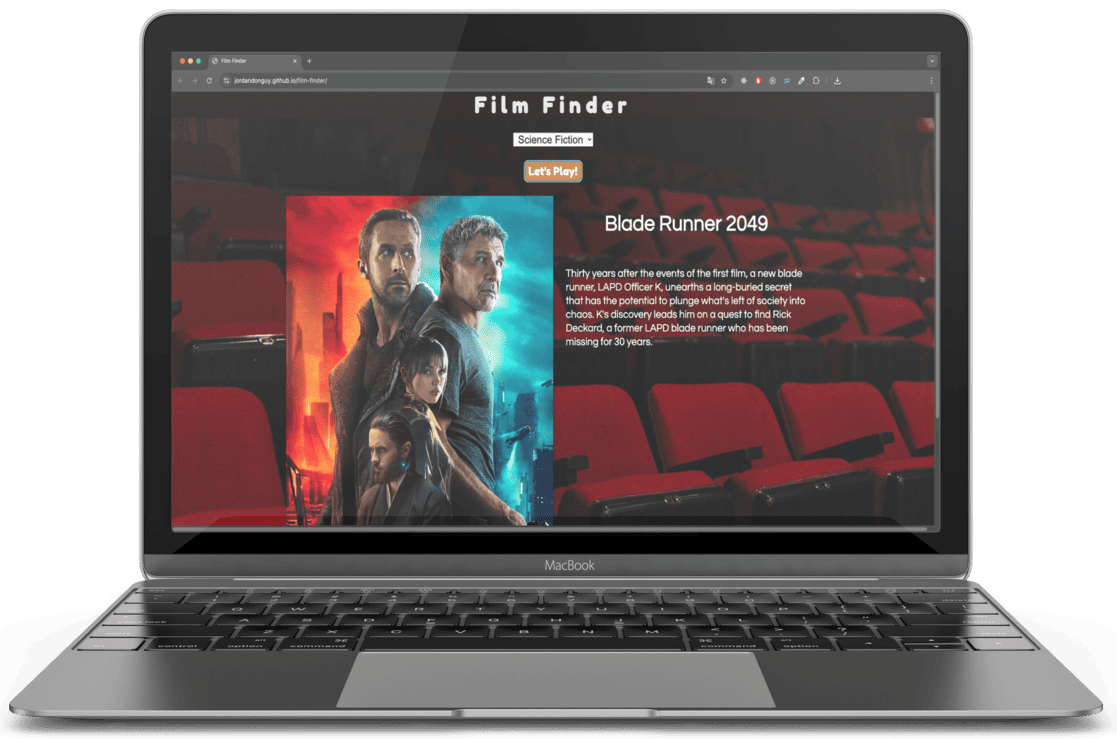 Film Finder
jordandonguy.github.io/film-finder/
Film Finder
Science Fiction
Let's Play!
Blade Runner 2049
Thirty years after the events of the first film, a new blade
runner, LAPD Officer K, unearths a long-buried secret
that has the potential to plunge what's left of society into
chaos. K's discovery leads him on a quest to find Rick
Deckard, a former LAPD blade runner who has been
missing for 30 years.
MacBook
Q W E R T Y U I O P
A S D F G H J K L
Z X C V B N M
control option alt command ⌘ ⌘ command alt option